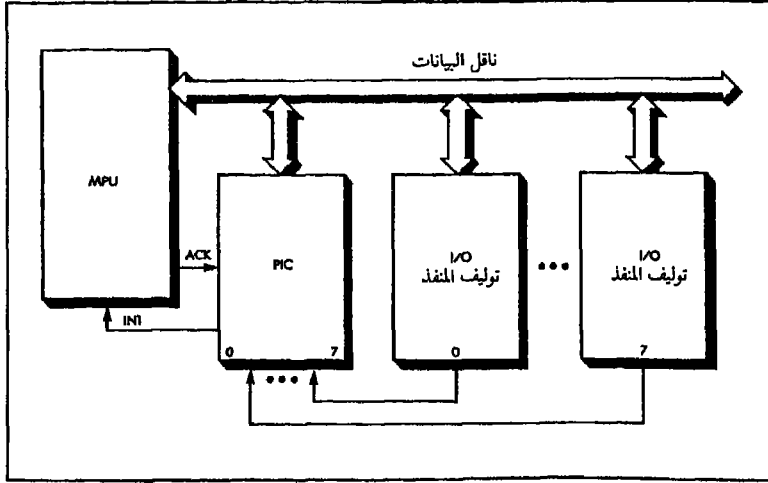 ناقل البيانات
MPU
ACK
INT
PIC
0 7
•••
I/O
توليف المنفذ
0
•••
I/O
توليف المنفذ
7